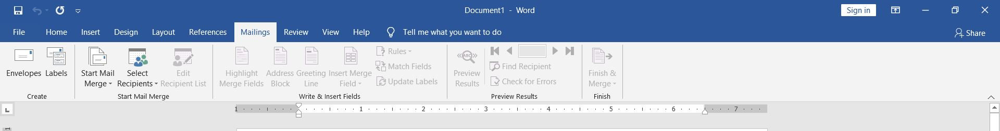 Document1 - Word
Sign in
File Home Insert Design Layout References Mailings Review View Help Tell me what you want to do Share
Envelopes Labels
Create
Start Mail Merge
Select Recipients
Edit Recipient List
Start Mail Merge
Highlight Merge Fields
Address Block
Greeting Line
Insert Merge Field
Rules
Match Fields
Update Labels
Write & Insert Fields
ABC
Preview Results
Find Recipient
Check for Errors
Preview Results
Finish & Merge
Finish
L
1 1 2 3 4 5 6 7
1